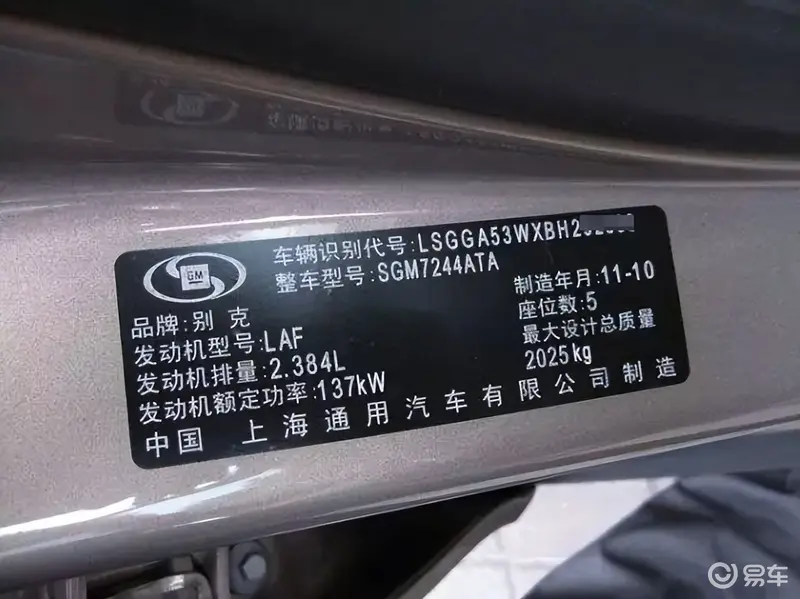 GM
车辆识别代号:LSGGA53WXBH2
整车型号:SGM7244ATA
品牌:别克
制造年月:11-10
发动机型号:LAF
座位数:5
发动机排量:2.384L
最大设计总质量
发动机额定功率:137kW
2025kg
中国 上海通用汽车有限公司制造
易车